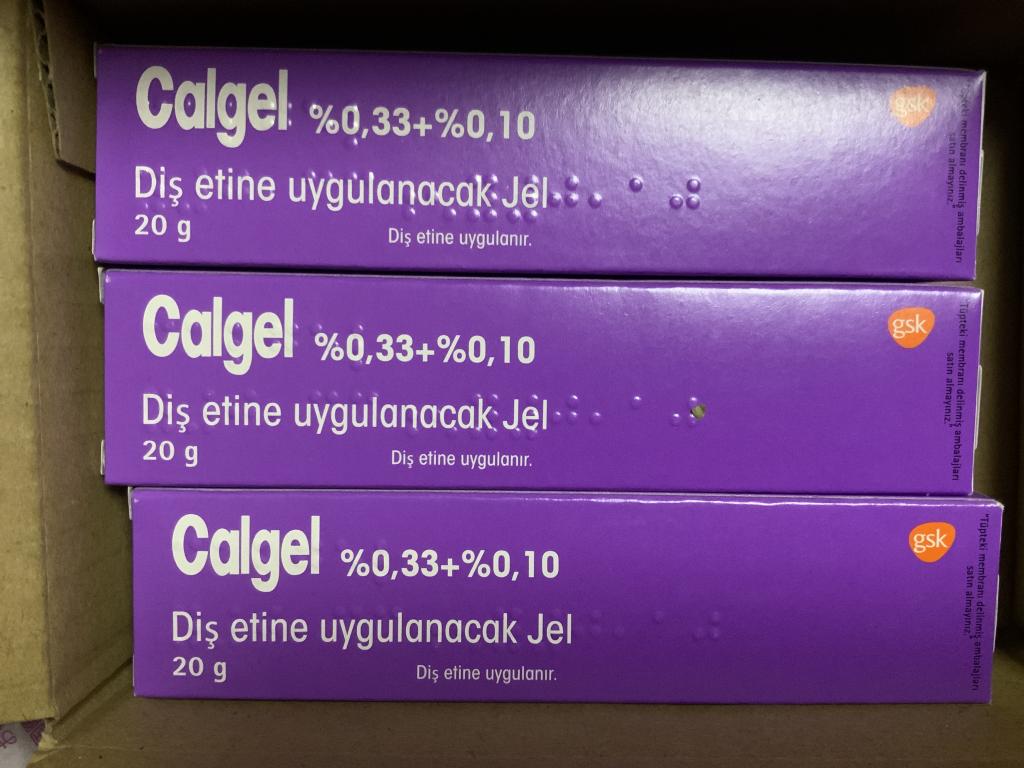 Calgel %0,33+%0,10
Diş etine uygulanacak Jel
20 g
Diş etine uygulanır.
gsk
membranı delinmiş ambalajları
satın almayınız."
Calgel %0,33+%0,10
Diş etine uygulanacak Jel
20 g
Diş etine uygulanır.
gsk
"Tüpteki membranı delinmiş ambalajları
satın almayınız."
Calgel %0,33+%0,10
Diş etine uygulanacak Jel
20 g
Diş etine uygulanır.
gsk
"Tüpteki membranı delinmiş ambalajları
satın almayınız."